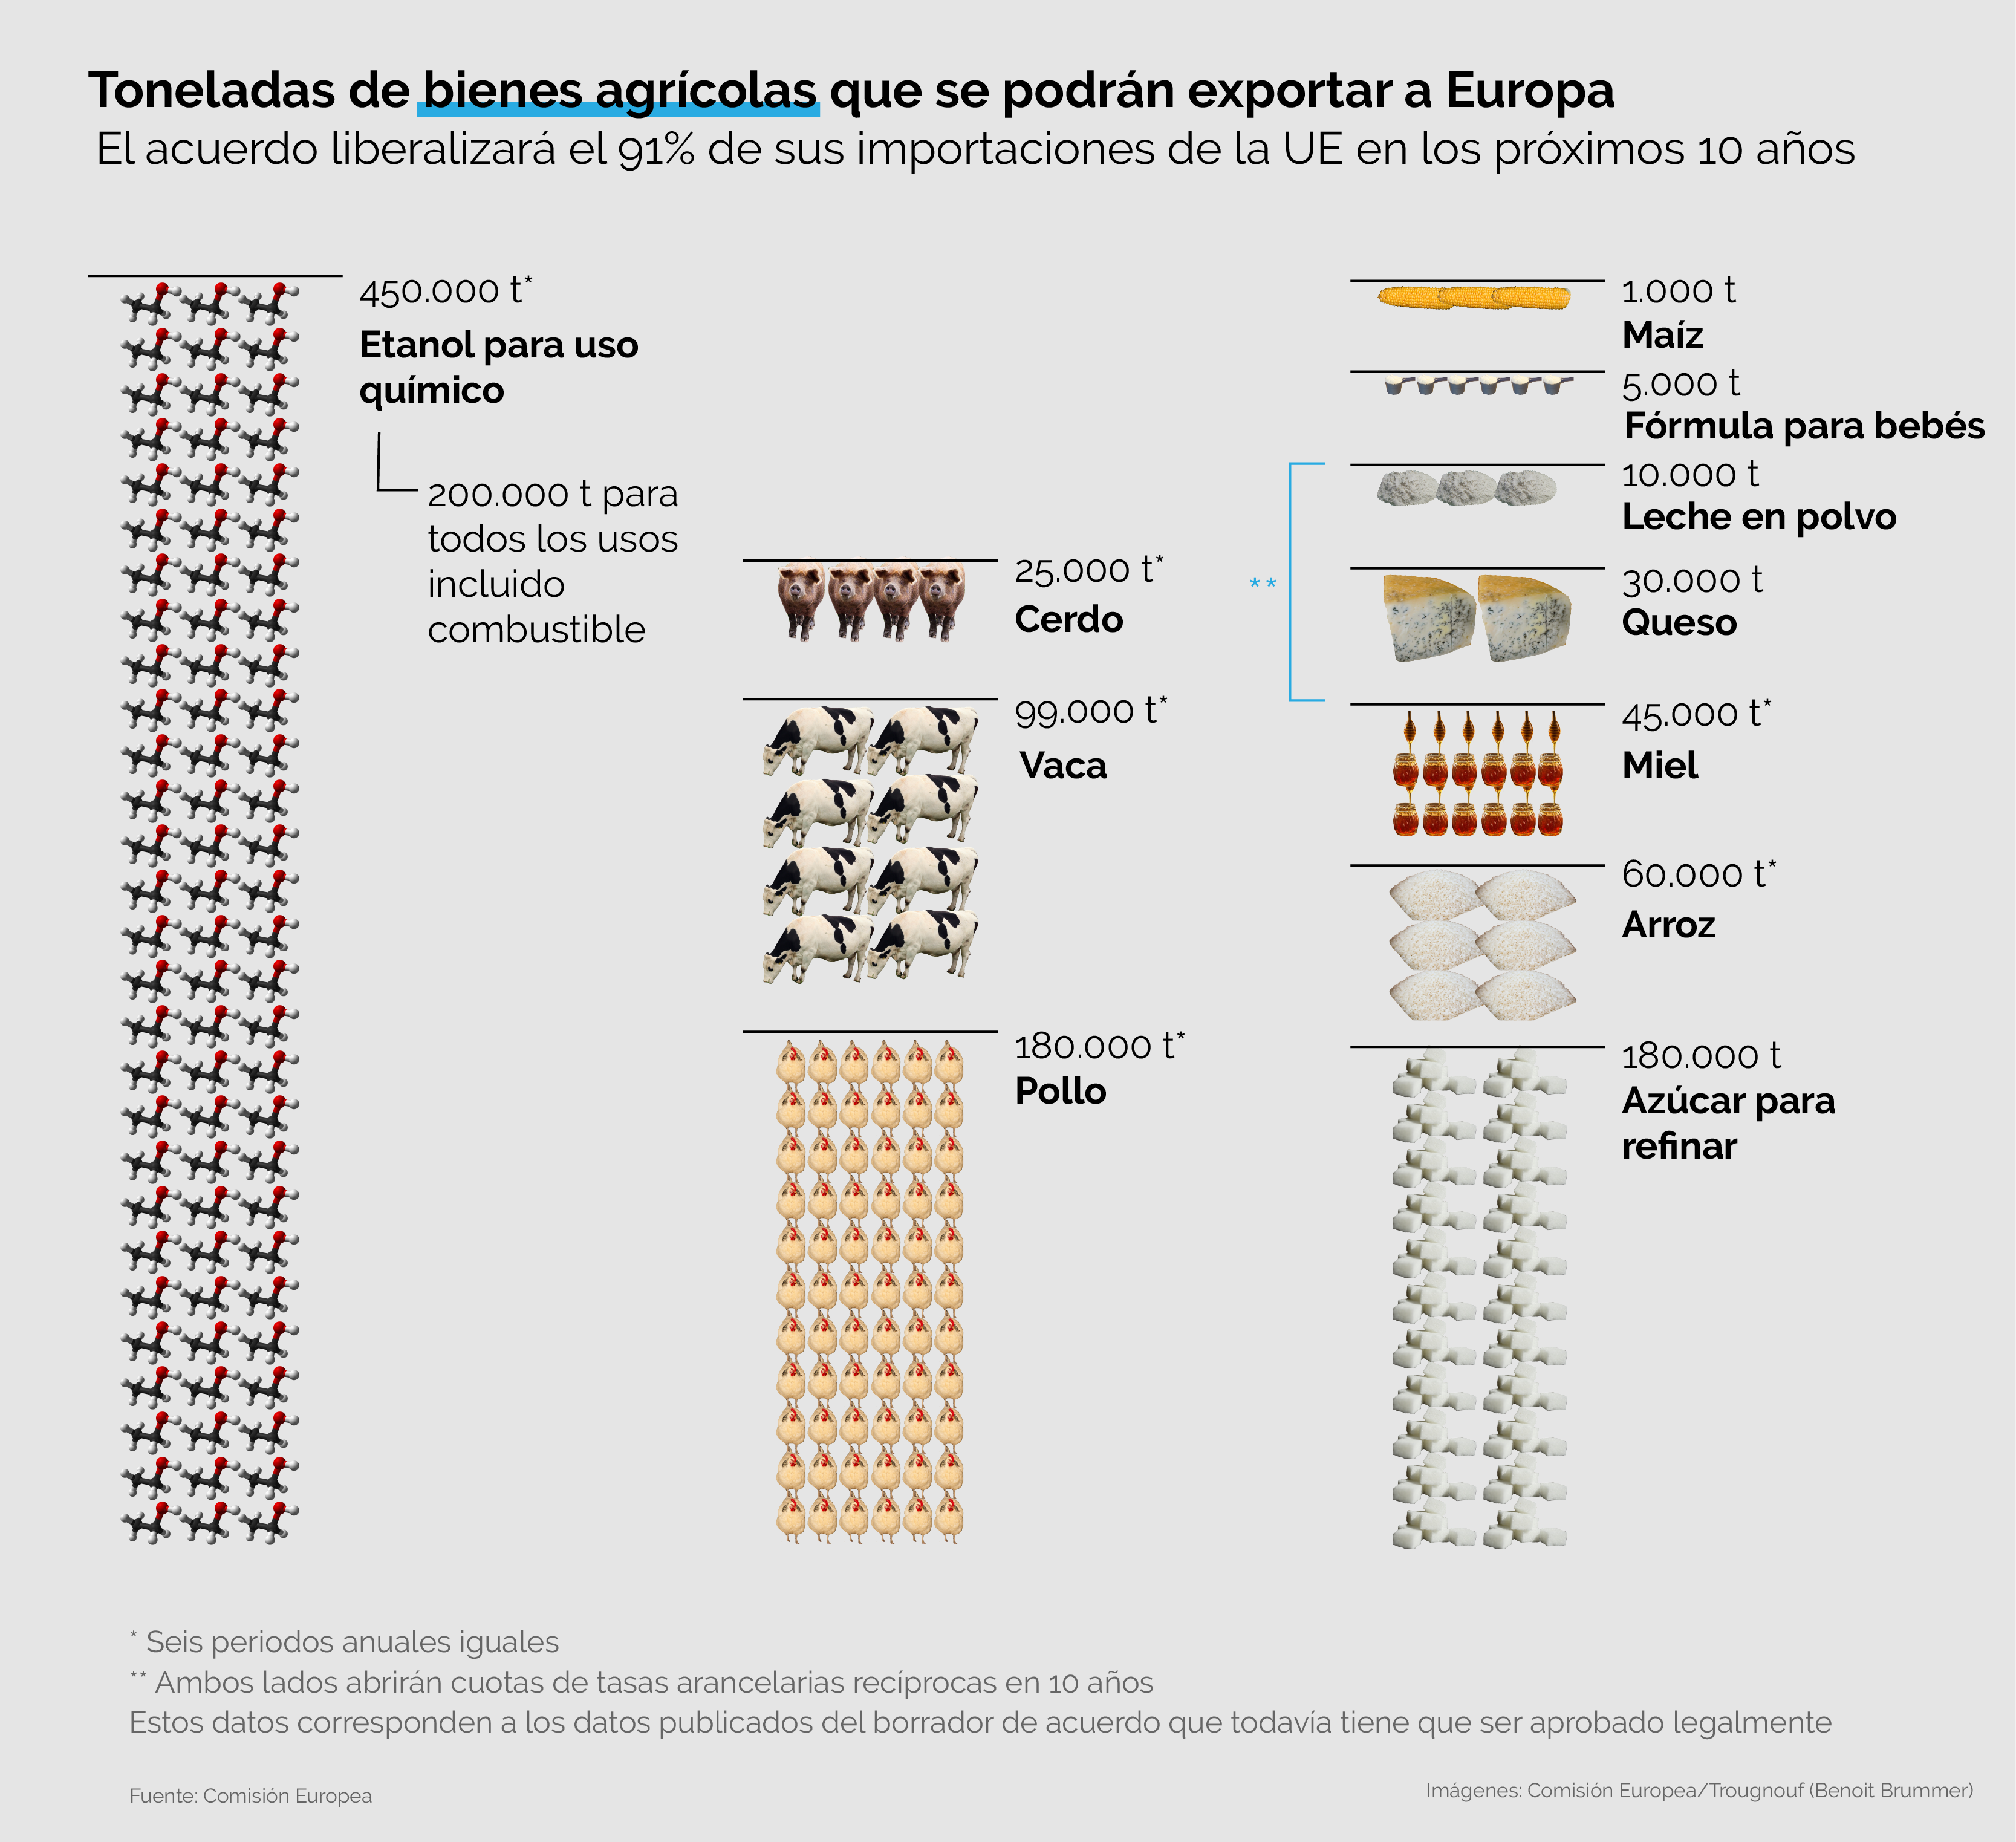 Toneladas de bienes agrícolas que se podrán exportar a Europa
El acuerdo liberalizará el 91% de sus importaciones de la UE en los próximos 10 años
450.000 t*
Etanol para uso
químico
200.000 t para
todos los usos
incluido
combustible
25.000 t*
Cerdo
99.000 t*
Vaca
180.000 t*
Pollo
1.000 t
Maíz
5.000 t
Fórmula para bebés
10.000 t
Leche en polvo
**
30.000 t
Queso
45.000 t*
Miel
60.000 t*
Arroz
180.000 t
Azúcar para
refinar
* Seis periodos anuales iguales
** Ambos lados abrirán cuotas de tasas arancelarias recíprocas en 10 años
Estos datos corresponden a los datos publicados del borrador de acuerdo que todavía tiene que ser aprobado legalmente
Fuente: Comisión Europea
Imágenes: Comisión Europea/Trougnouf (Benoit Brummer)